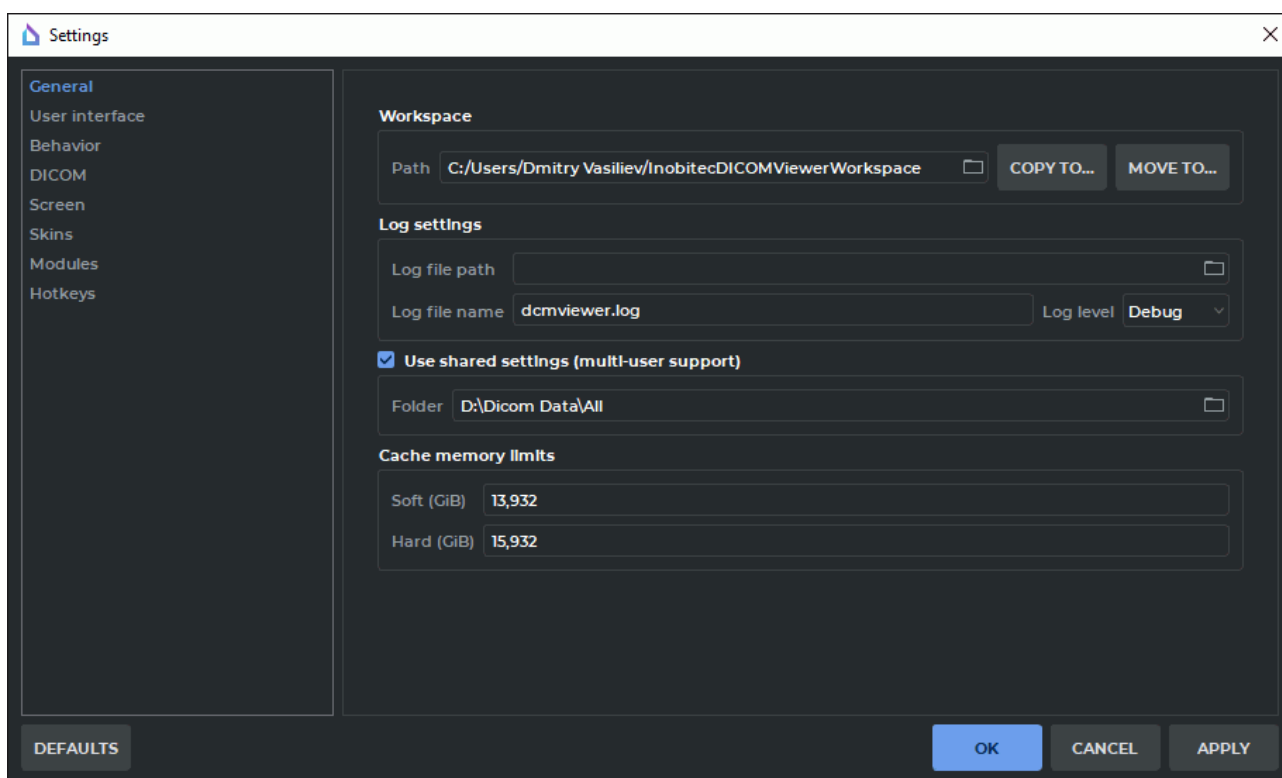 Settings
General
User interface
Behavior
DICOM
Screen
Skins
Modules
Hotkeys
Workspace
Path C:/Users/Dmitry Vasiliev/InobitecDICOMViewerWorkspace COPY TO... MOVE TO...
Log settings
Log file path
Log file name dcmviewer.log Log level Debug
Use shared settings (multi-user support)
Folder D:\Dicom Data\All
Cache memory limits
Soft (GiB) 13,932
Hard (GiB) 15,932
DEFAULTS OK CANCEL APPLY